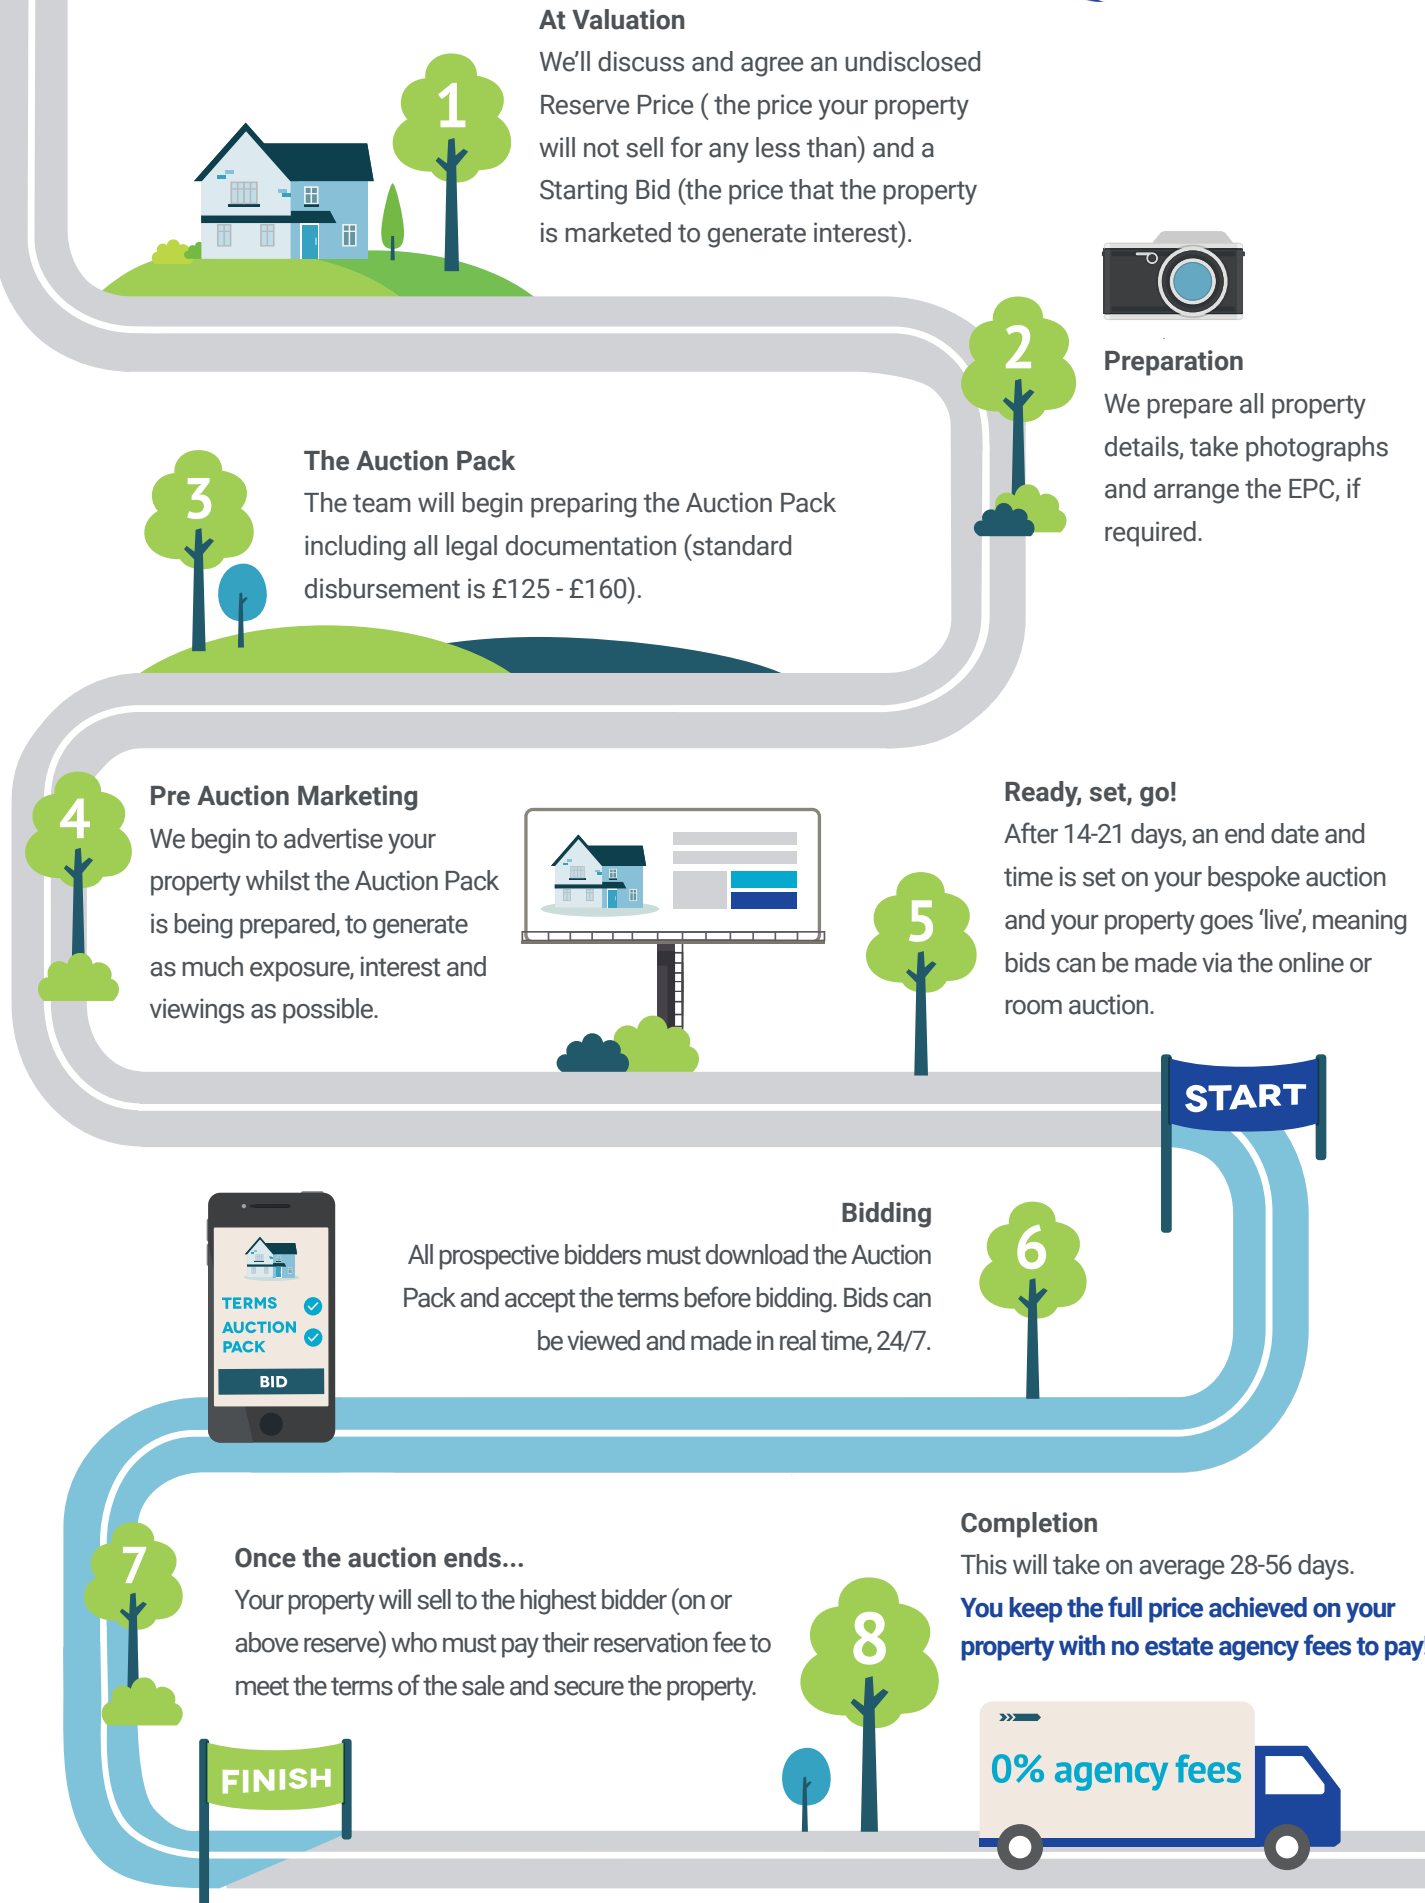 1
At Valuation
We'll discuss and agree an undisclosed
Reserve Price ( the price your property
will not sell for any less than) and a
Starting Bid (the price that the property
is marketed to generate interest).
2
Preparation
We prepare all property
details, take photographs
and arrange the EPC, if
required.
3
The Auction Pack
The team will begin preparing the Auction Pack
including all legal documentation (standard
disbursement is £125 - £160).
4
Pre Auction Marketing
We begin to advertise your
property whilst the Auction Pack
is being prepared, to generate
as much exposure, interest and
viewings as possible.
5
Ready, set, go!
After 14-21 days, an end date and
time is set on your bespoke auction
and your property goes ‘live’, meaning
bids can be made via the online or
room auction.
START
6
Bidding
All prospective bidders must download the Auction
Pack and accept the terms before bidding. Bids can
be viewed and made in real time, 24/7.
TERMS
AUCTION
PACK
BID
7
Once the auction ends...
Your property will sell to the highest bidder (on or
above reserve) who must pay their reservation fee to
meet the terms of the sale and secure the property.
FINISH
8
Completion
This will take on average 28-56 days.
You keep the full price achieved on your
property with no estate agency fees to pay!
0% agency fees